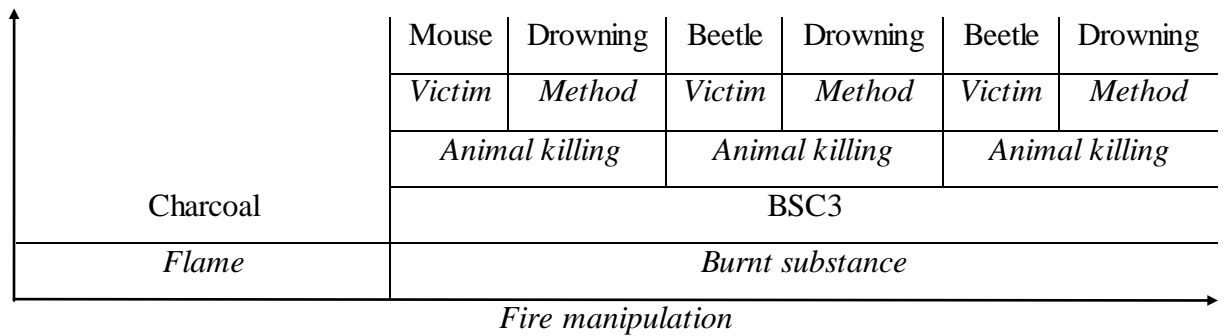 Mouse Drowning Beetle Drowning Beetle Drowning
Victim Method Victim Method Victim Method
Animal killing Animal killing Animal killing
Charcoal BSC3
Flame Burnt substance
Fire manipulation